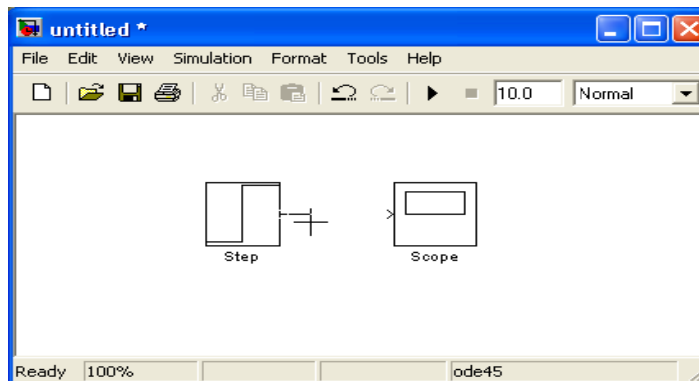 untitled *
File Edit View Simulation Format Tools Help
10.0 Normal
Step Scope
Ready 100% ode45